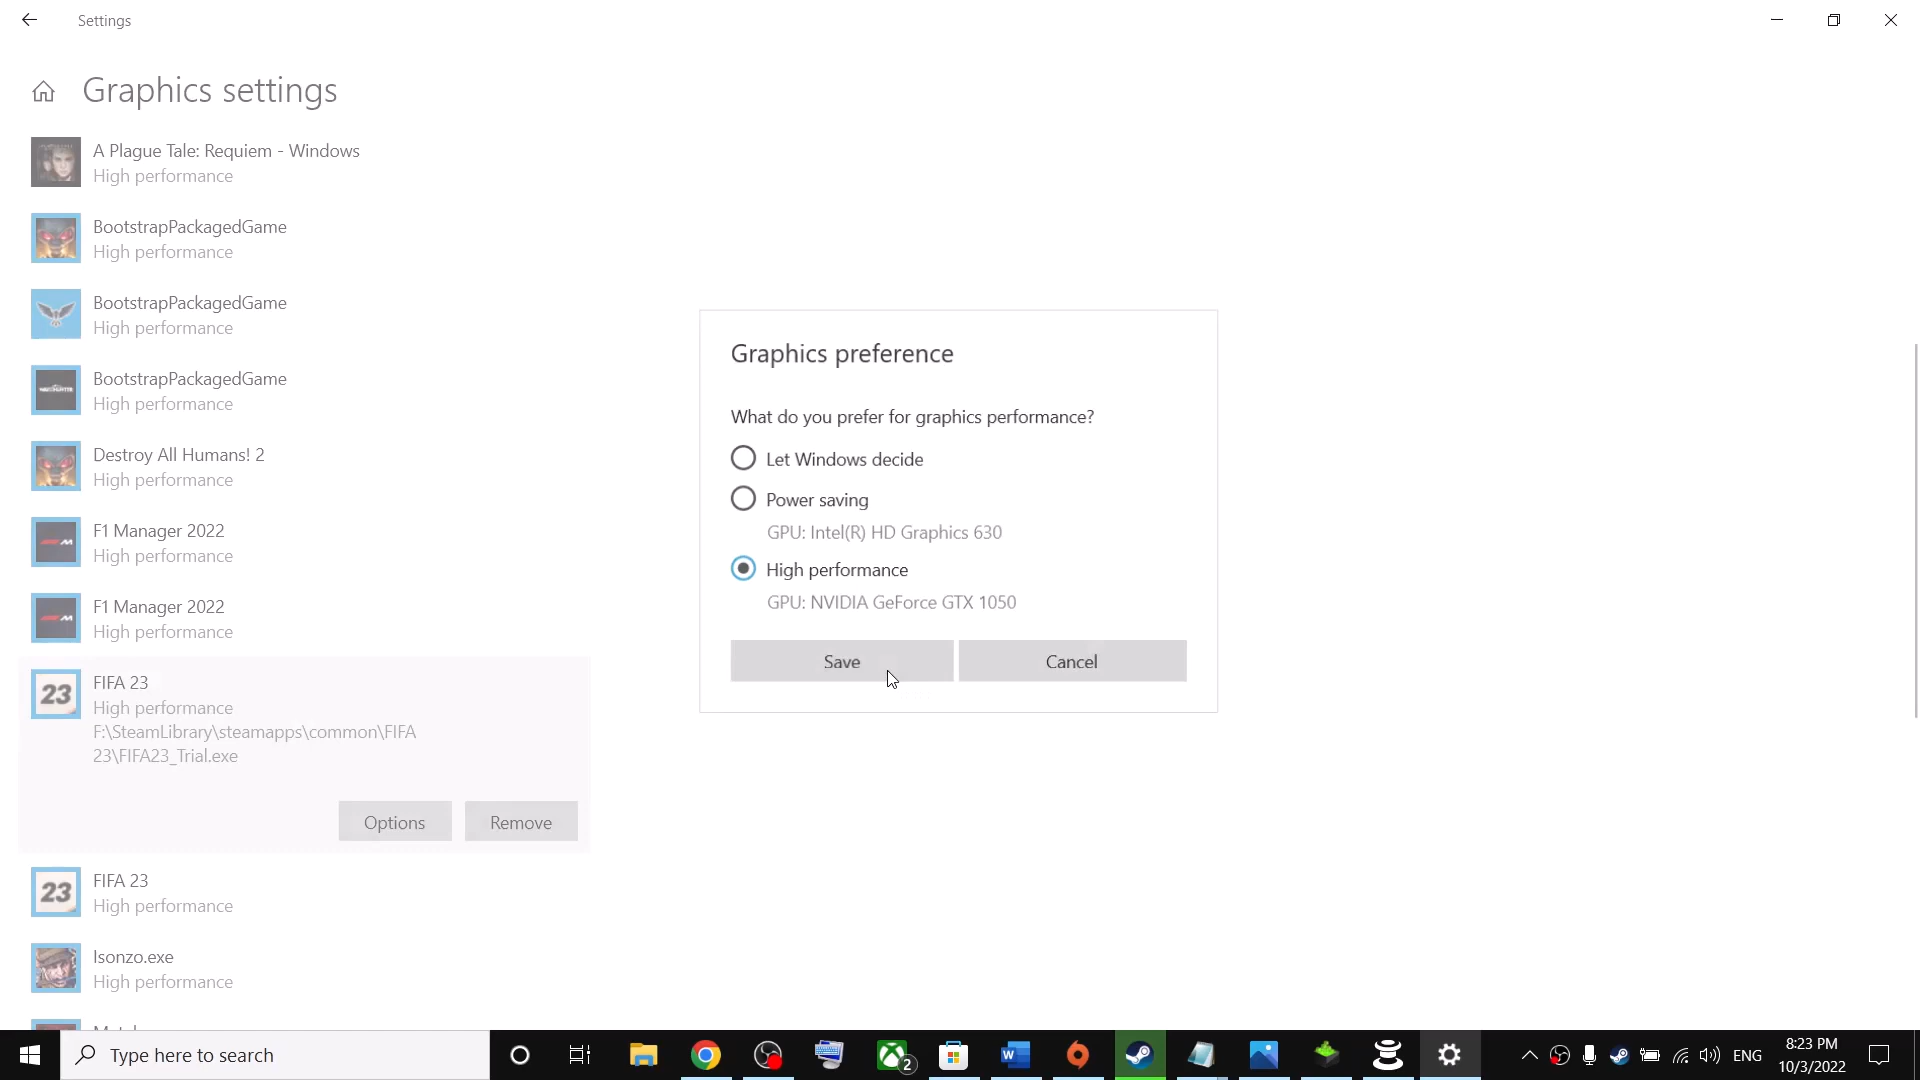 Settings
Graphics settings
A Plague Tale: Requiem - Windows
High performance
BootstrapPackagedGame
High performance
BootstrapPackagedGame
High performance
BootstrapPackagedGame
High performance
Destroy All Humans! 2
High performance
F1 Manager 2022
High performance
F1 Manager 2022
High performance
23
FIFA 23
High performance
F:\SteamLibrary\steamapps\common\FIFA
23\FIFA23_Trial.exe
Options
Remove
23
FIFA 23
High performance
Isonzo.exe
High performance
Graphics preference
What do you prefer for graphics performance?
Let Windows decide
Power saving
GPU: Intel(R) HD Graphics 630
High performance
GPU: NVIDIA GeForce GTX 1050
Save
Cancel
Type here to search
2
W
ENG
8:23 PM
10/3/2022